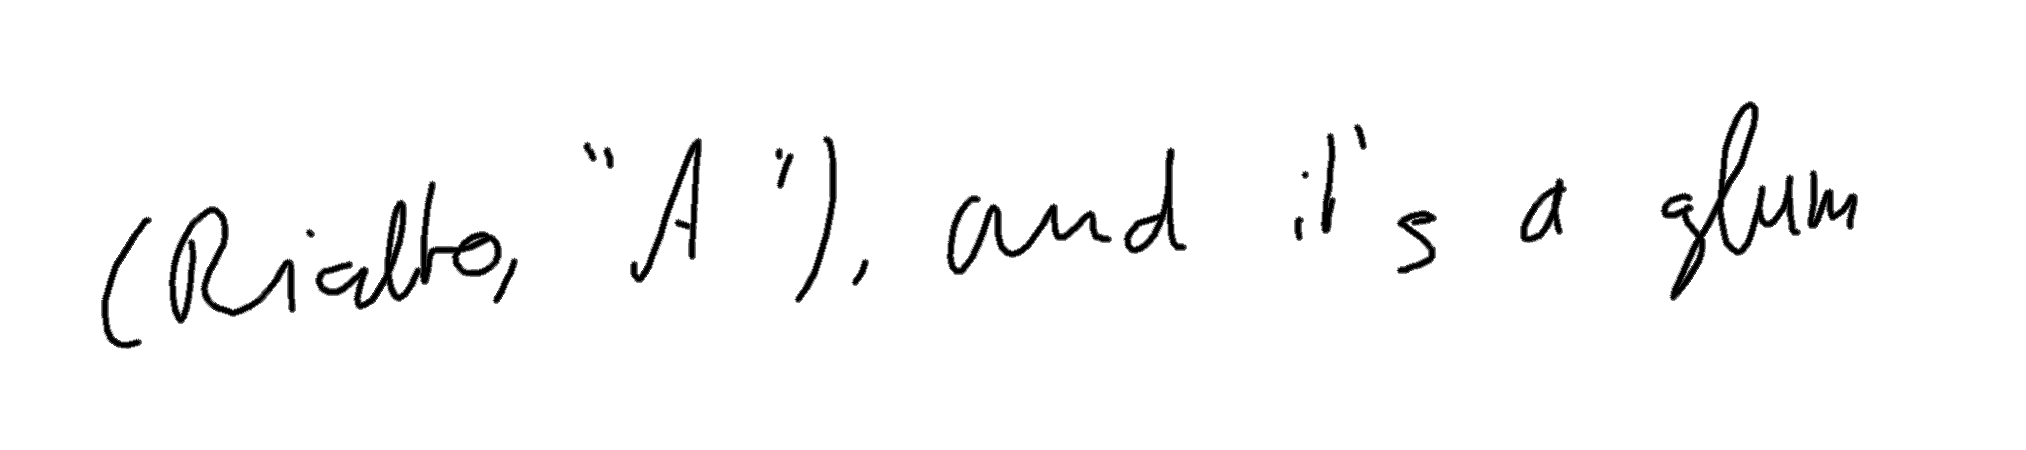 (Rialto, "A"), and it's a glum